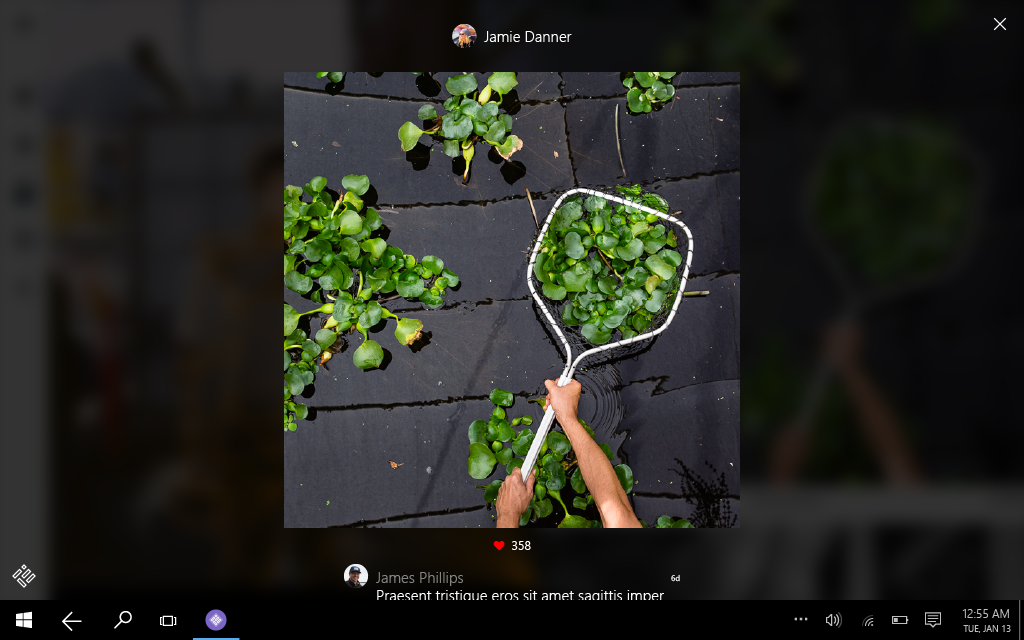 Jamie Danner
358
James Phillips
6d
Praesent tristique eros sit amet sagittis imper
12:55 AM
TUE, JAN 13